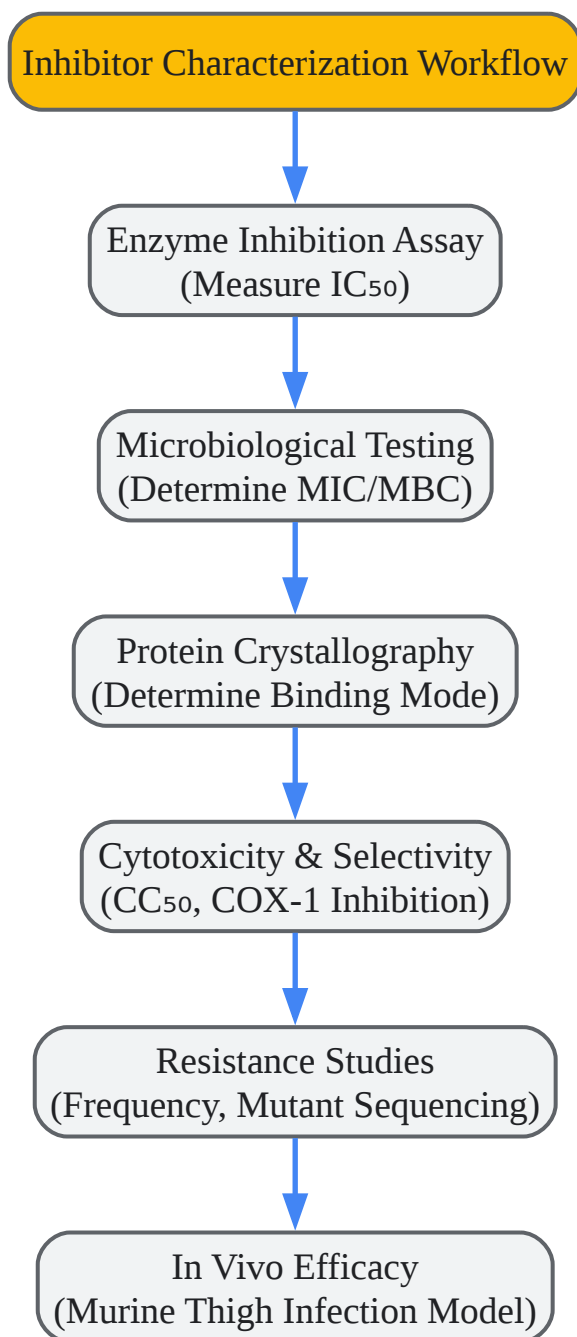 Inhibitor Characterization Workflow
Enzyme Inhibition Assay
(Measure IC₅₀)
Microbiological Testing
(Determine MIC/MBC)
Protein Crystallography
(Determine Binding Mode)
Cytotoxicity & Selectivity
(CC₅₀, COX-1 Inhibition)
Resistance Studies
(Frequency, Mutant Sequencing)
In Vivo Efficacy
(Murine Thigh Infection Model)